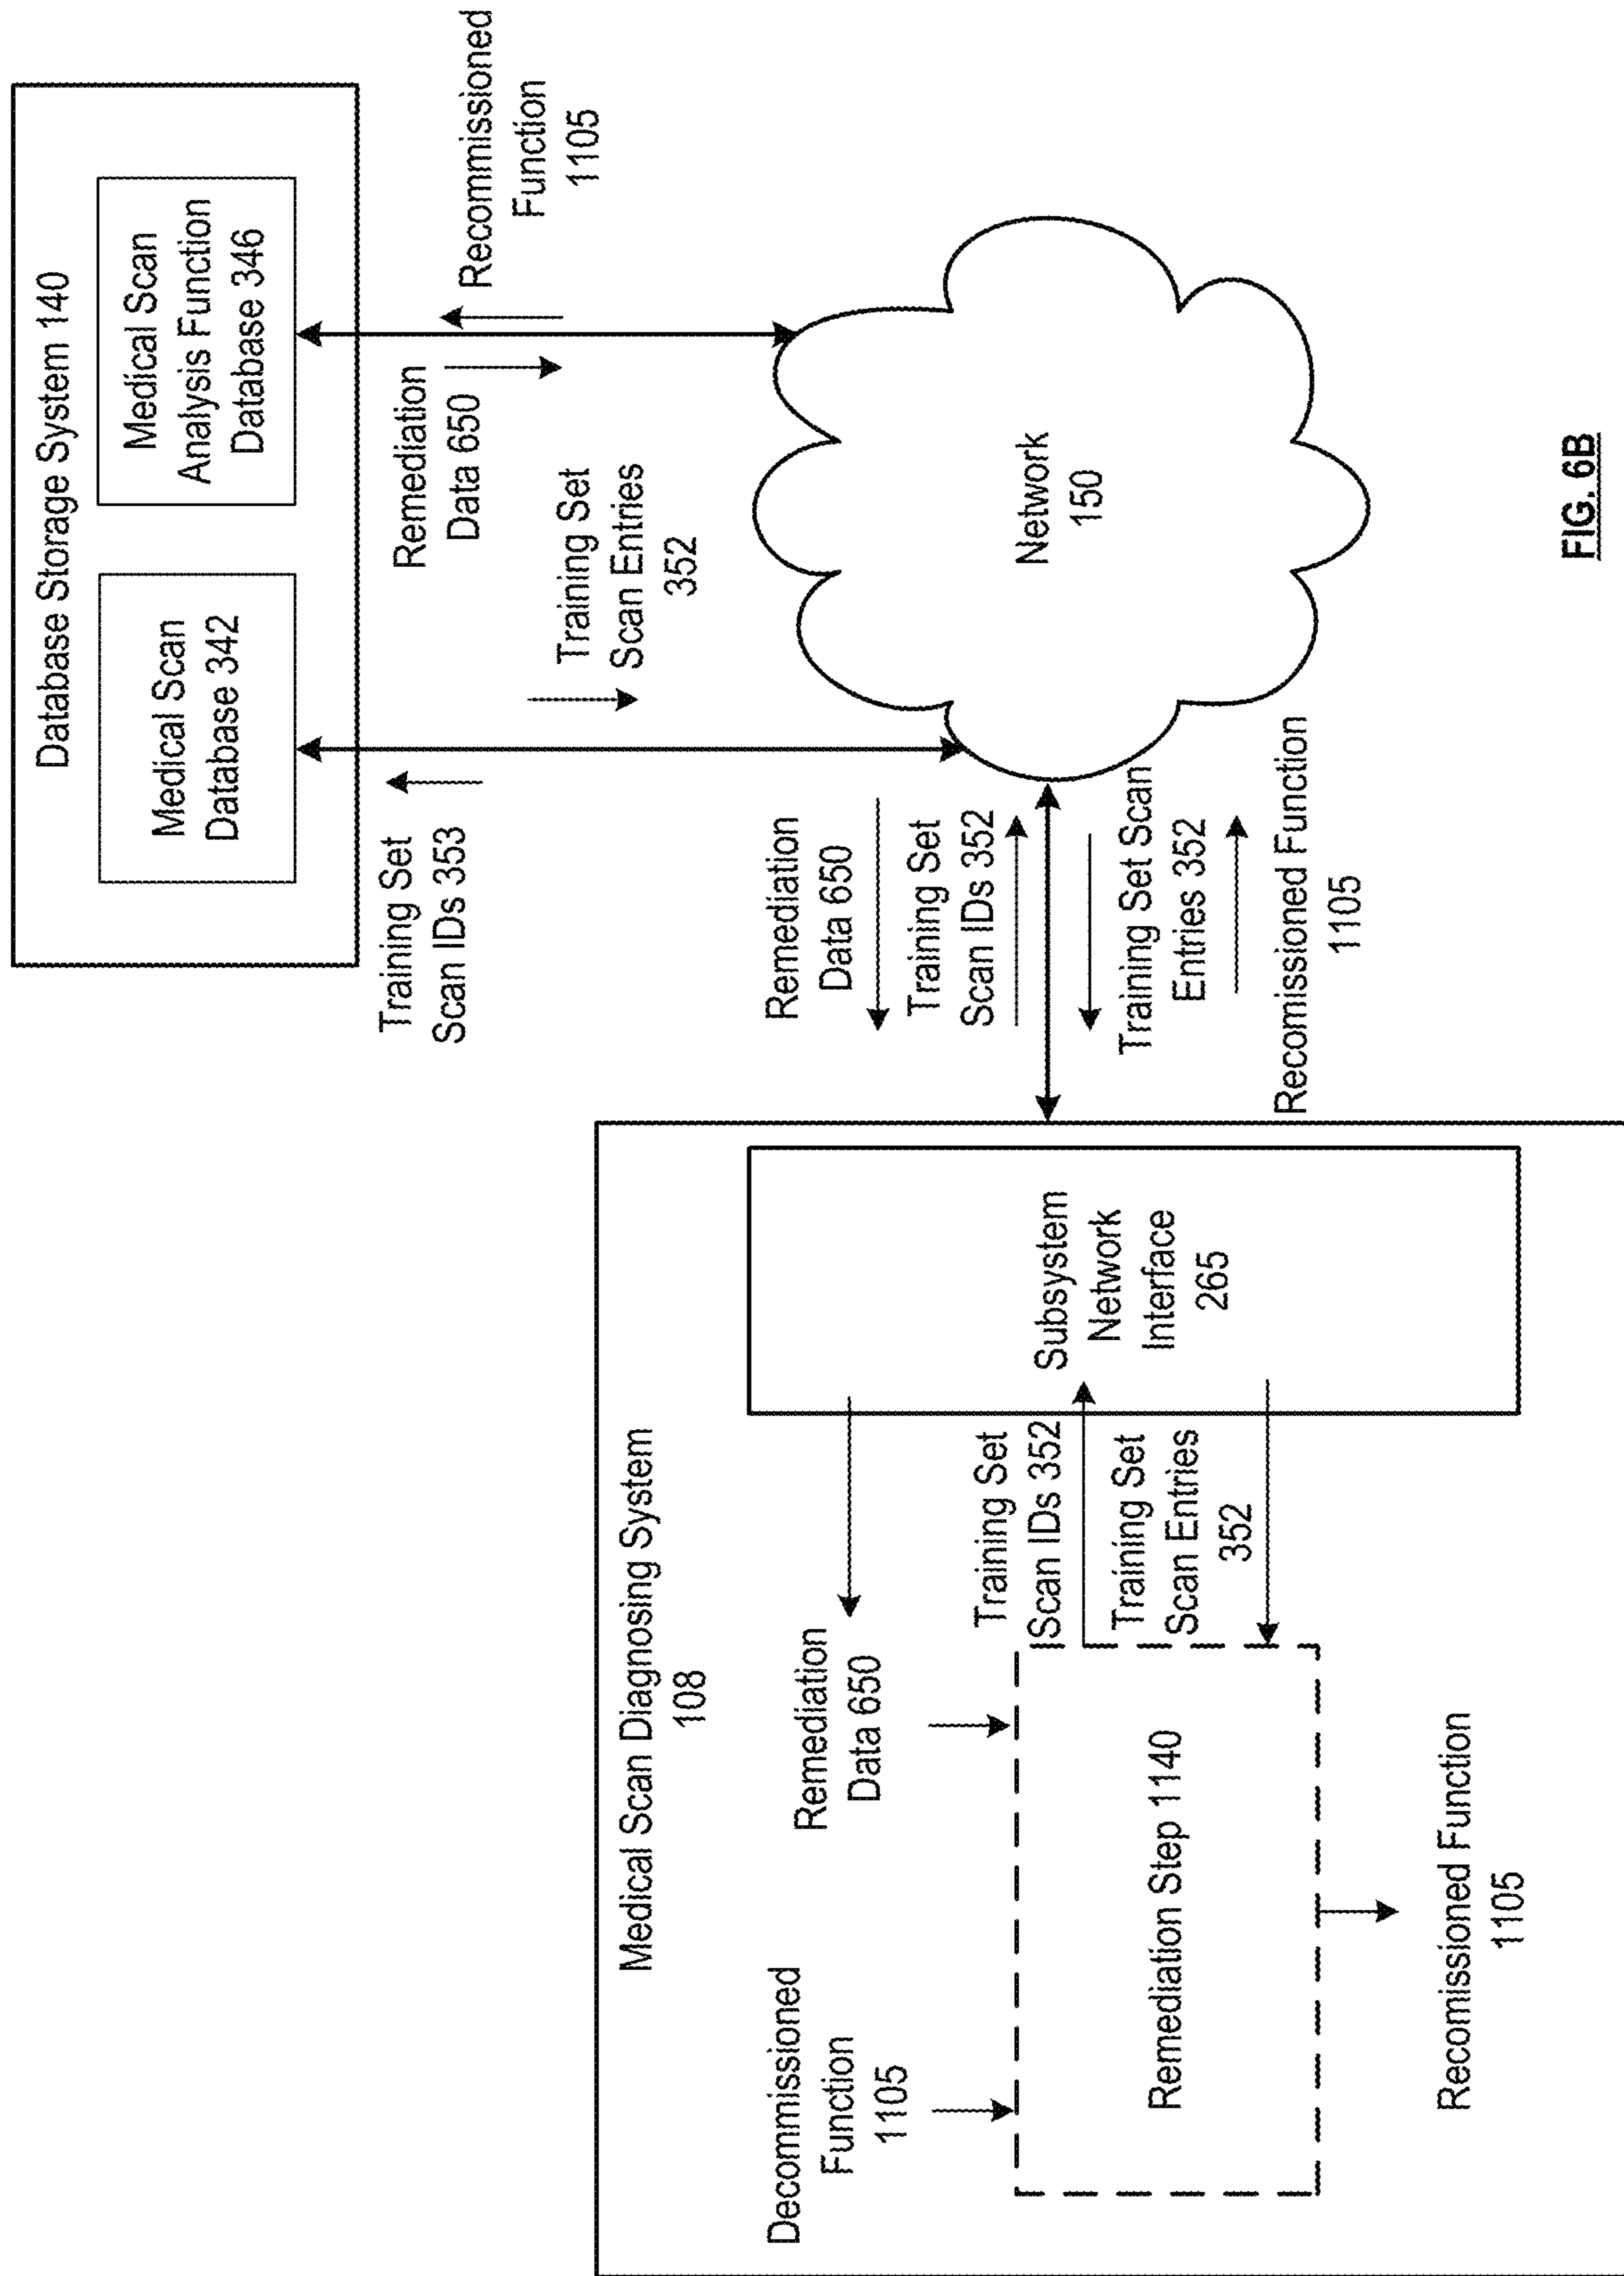 Database Storage System 140
Medical Scan
Database 342
Medical Scan
Analysis Function
Database 346
Training Set
Scan IDs 353
Remediation
Data 650
Recommissioned
Function
1105
Training Set
Scan Entries
352
Medical Scan Diagnosing System
108
Remediation
Data 650
Training Set
Scan IDs 352
Training Set Scan
Entries 352
Recomissioned Function
1105
Network
150
Decommissioned
Function
1105
Remediation
Data 650
Training Set
Scan IDs 352
Training Set
Scan Entries
352
Subsystem
Network
Interface
265
Remediation Step 1140
Recomissioned Function
1105
FIG. 6B